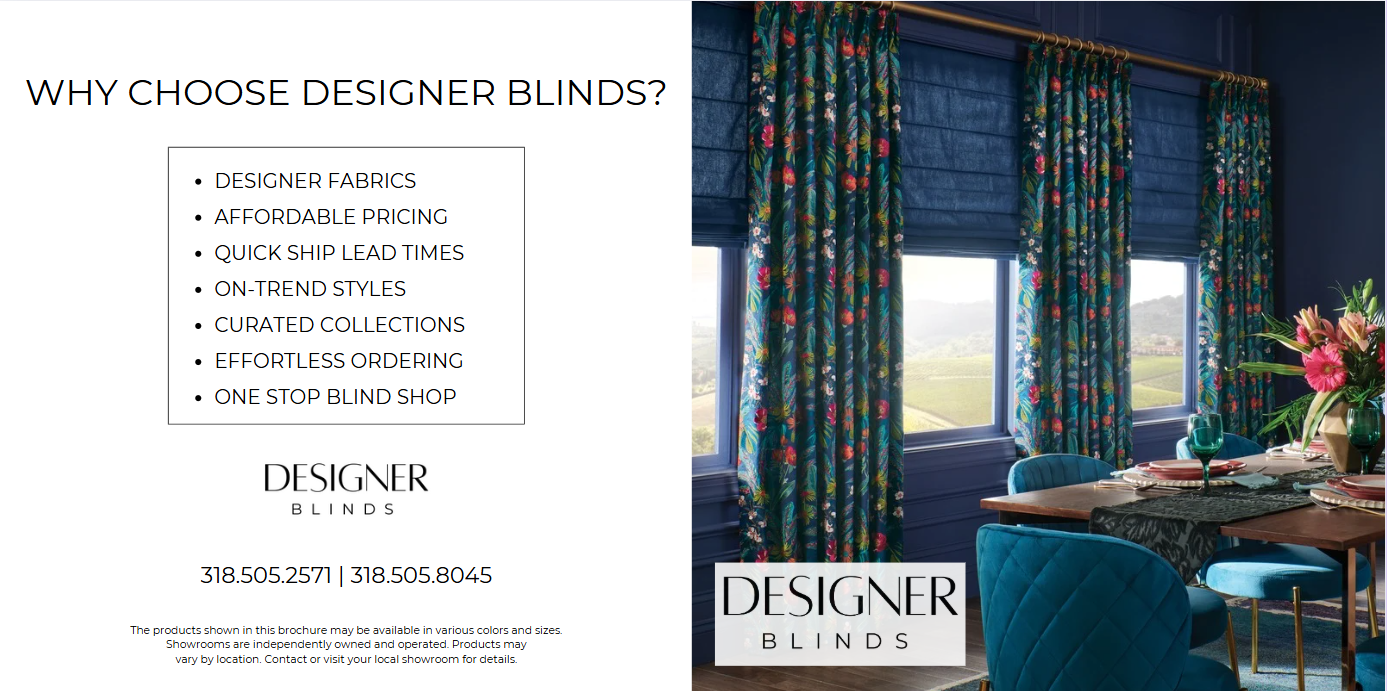 WHY CHOOSE DESIGNER BLINDS?
• DESIGNER FABRICS
• AFFORDABLE PRICING
• QUICK SHIP LEAD TIMES
• ON-TREND STYLES
• CURATED COLLECTIONS
• EFFORTLESS ORDERING
• ONE STOP BLIND SHOP
DESIGNER
BLINDS
318.505.2571 | 318.505.8045
The products shown in this brochure may be available in various colors and sizes.
Showrooms are independently owned and operated. Products may
vary by location. Contact or visit your local showroom for details.
DESIGNER
BLINDS